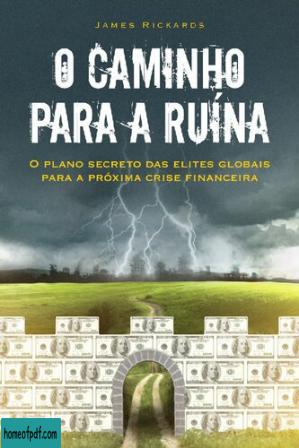 James Rickards
O CAMINHO
PARA A RUÍNA
O PLANO SECRETO DAS ELITES GLOBAIS
PARA A PRÓXIMA CRISE FINANCEIRA
homeofpdf.com